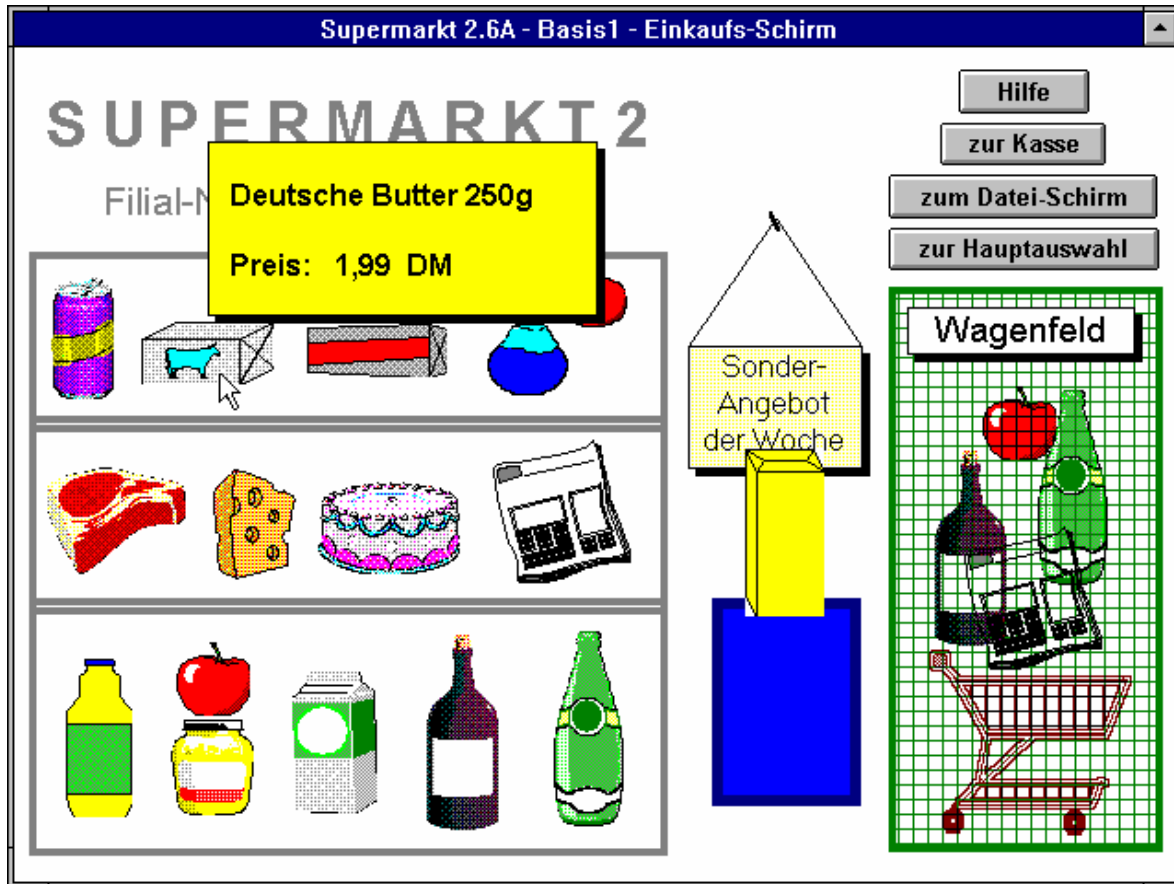 Supermarkt 2.6A - Basis1 - Einkaufs-Schirm
SUPERMARKT 2
Filial-N
Deutsche Butter 250g
Preis: 1,99 DM
Hilfe
zur Kasse
zum Datei-Schirm
zur Hauptauswahl
Sonder-
Angebot
der Woche
Wagenfeld